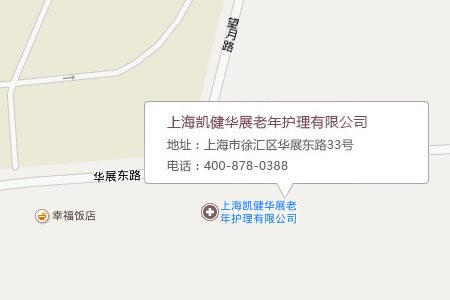 望月路
上海凯健华展老年护理有限公司
地址：上海市徐汇区华展东路33号
电话：400-878-0388
华展东路
幸福饭店
上海凯健华展老
年护理有限公司